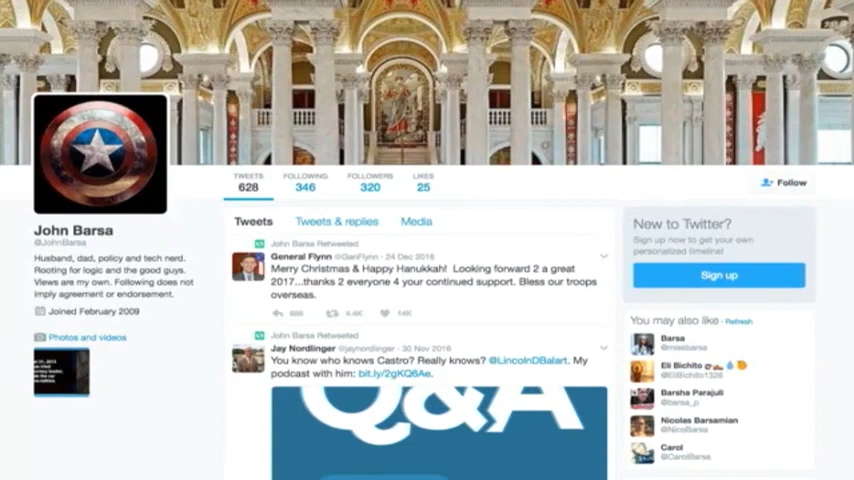 TWEETS FOLLOWING FOLLOWERS LIKES
628 346 320 25
Follow
John Barsa
@JohnBarsa
Husband, dad, policy and tech nerd.
Rooting for logic and the good guys.
Views are my own. Following does not
imply agreement or endorsement.
Joined February 2009
Photos and videos
Tweets Tweets & replies Media
John Barsa Retweeted
General Flynn @GenFlynn · 24 Dec 2016
Merry Christmas & Happy Hanukkah! Looking forward 2 a great
2017...thanks 2 everyone 4 your continued support. Bless our troops
overseas.
4.4K 14K
John Barsa Retweeted
Jay Nordlinger @jaynordlinger · 30 Nov 2016
You know who knows Castro? Really knows? @LincolnDBalart. My
podcast with him: bit.ly/2gKQ6Ae.
Q&A
New to Twitter?
Sign up now to get your own
personalized timeline!
Sign up
You may also like · Refresh
Barsa
@missbarsa
Eli Bichito
@EliBichito1326
Barsha Parajuli
@barsa_p
Nicolas Barsamian
@NicoBarsa
Carol
@CarolBarsa